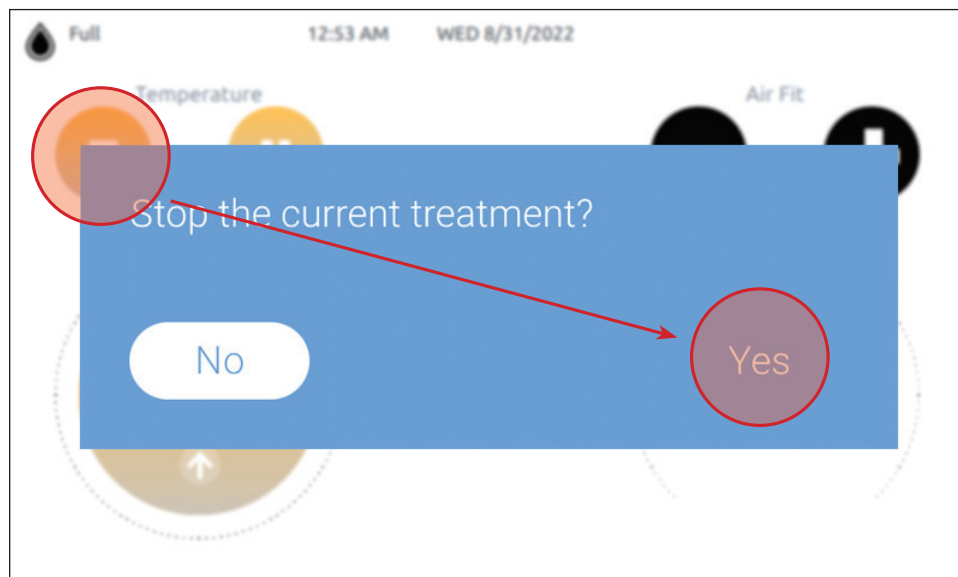 Full 12:53 AM WED 8/31/2022
Temperature Air Fit
Stop the current treatment?
No Yes